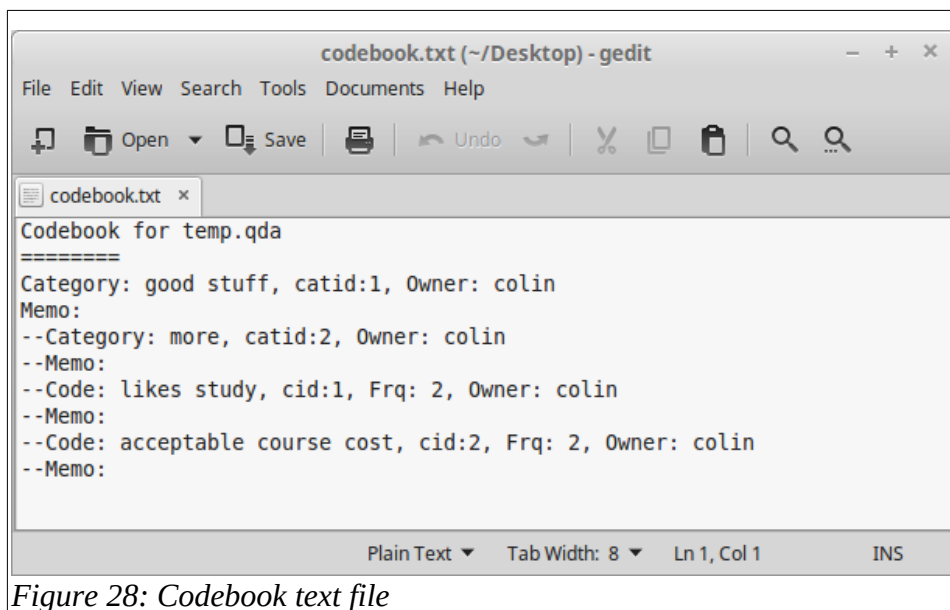 codebook.txt (~/Desktop) - gedit
File Edit View Search Tools Documents Help
Open Save Undo
codebook.txt ×
Codebook for temp.qda
========
Category: good stuff, catid:1, Owner: colin
Memo:
--Category: more, catid:2, Owner: colin
--Memo:
--Code: likes study, cid:1, Frq: 2, Owner: colin
--Memo:
--Code: acceptable course cost, cid:2, Frq: 2, Owner: colin
--Memo:
Plain Text Tab Width: 8 Ln 1, Col 1 INS
Figure 28: Codebook text file